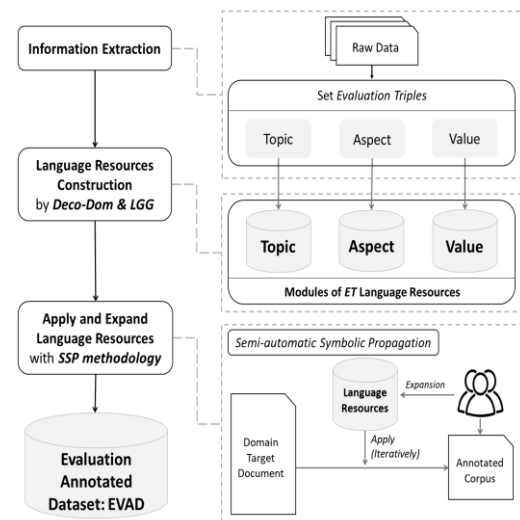 Information Extraction
Language Resources
Construction
by Deco-Dom & LGG
Apply and Expand
Language Resources
with SSP methodology
Evaluation
Annotated
Dataset: EVAD
Raw Data
Set Evaluation Triples
Topic
Aspect
Value
Topic
Aspect
Value
Modules of ET Language Resources
Semi-automatic Symbolic Propagation
Language
Resources
Expansion
Apply
(Iteratively)
Domain
Target
Document
Annotated
Corpus